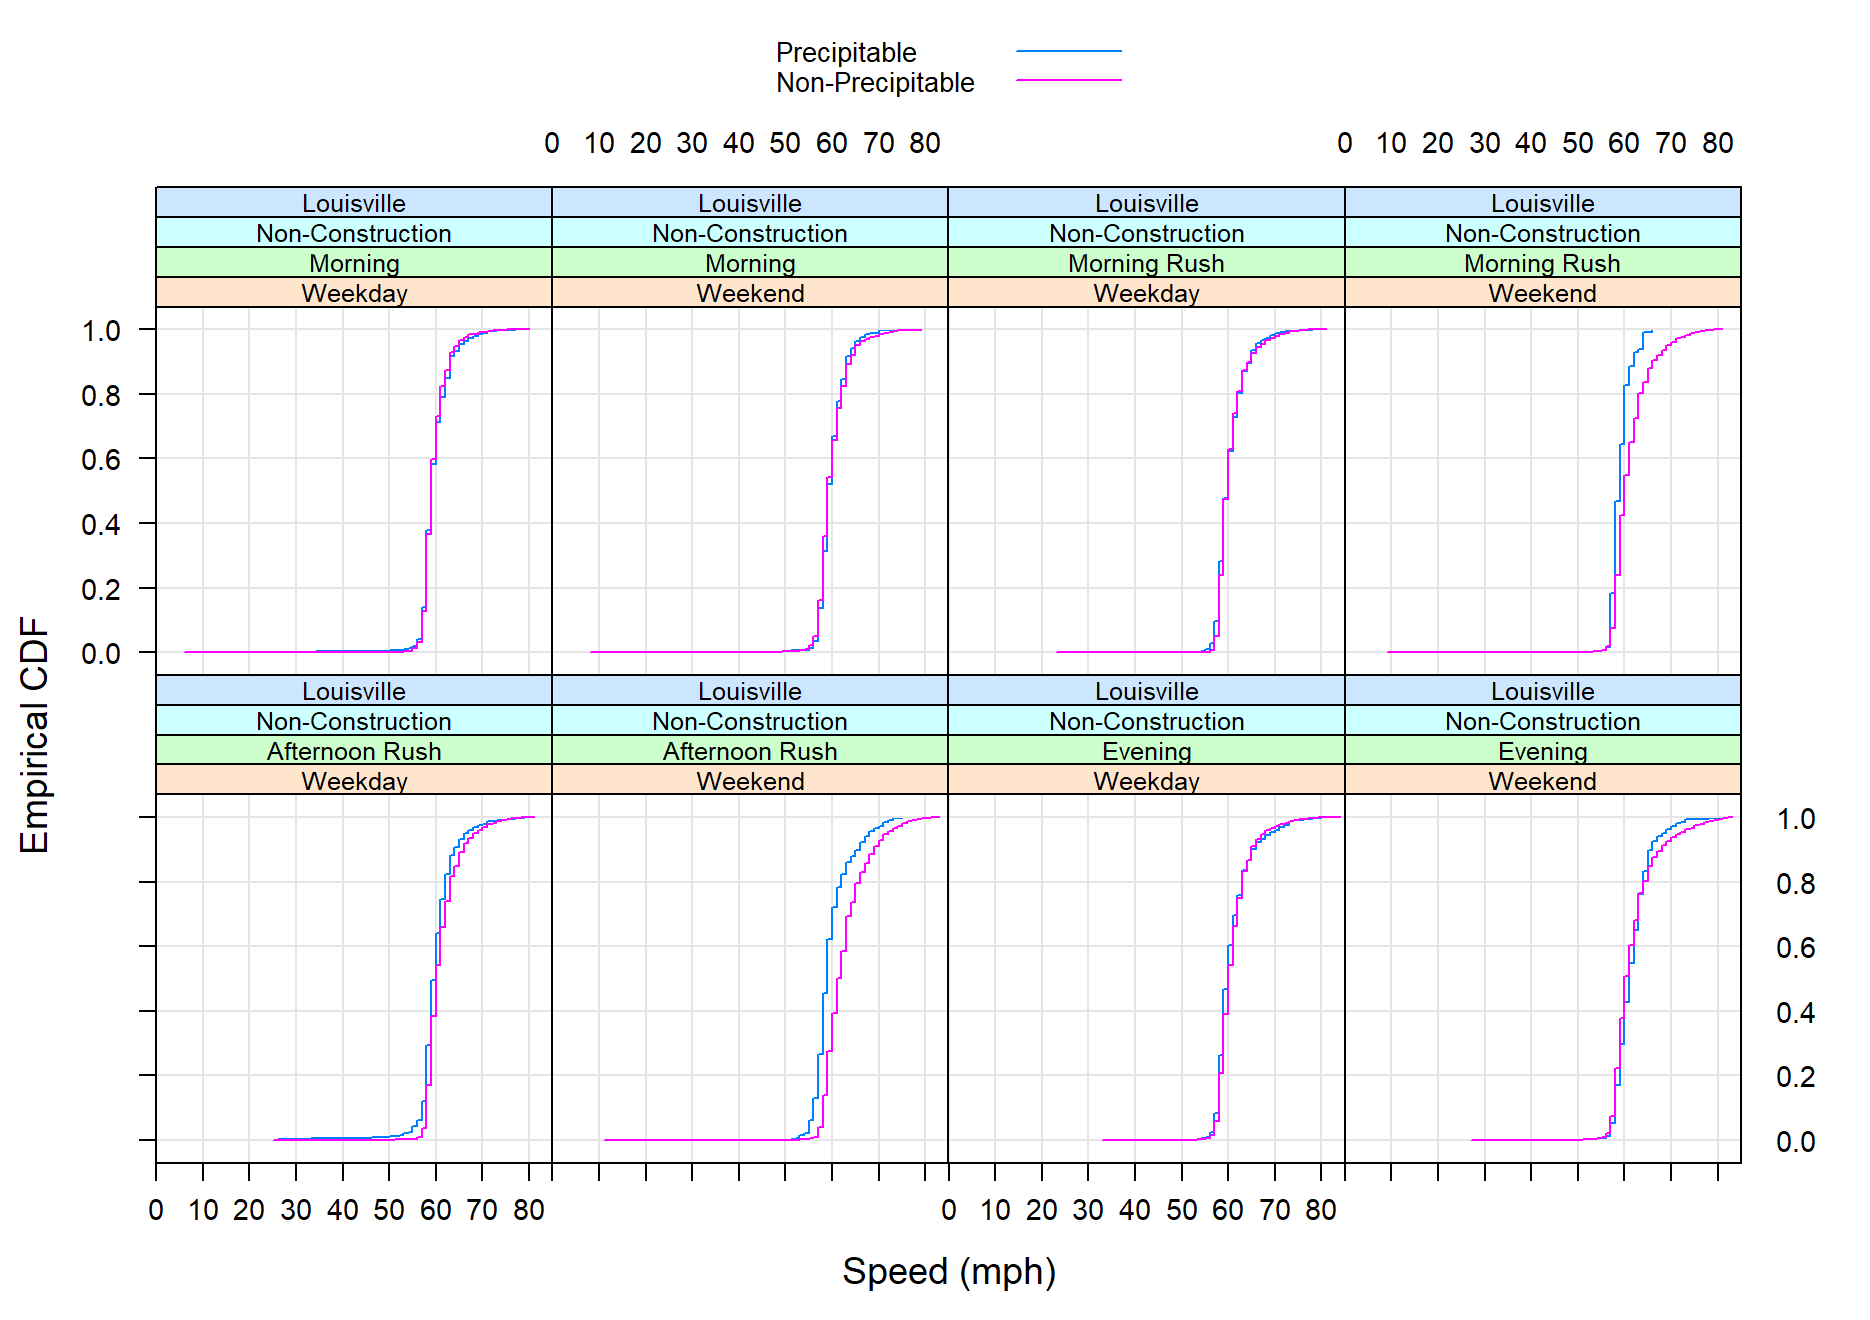 Precipitable
Non-Precipitable
0 10 20 30 40 50 60 70 80 0 10 20 30 40 50 60 70 80
Louisville Louisville Louisville Louisville
Non-Construction Non-Construction Non-Construction Non-Construction
Morning Morning Morning Rush Morning Rush
Weekday Weekend Weekday Weekend
1.0
0.8
0.6
0.4
0.2
0.0
Empirical CDF
Louisville Louisville Louisville Louisville
Non-Construction Non-Construction Non-Construction Non-Construction
Afternoon Rush Afternoon Rush Evening Evening
Weekday Weekend Weekday Weekend
1.0
0.8
0.6
0.4
0.2
0.0
0 10 20 30 40 50 60 70 80 0 10 20 30 40 50 60 70 80
Speed (mph)